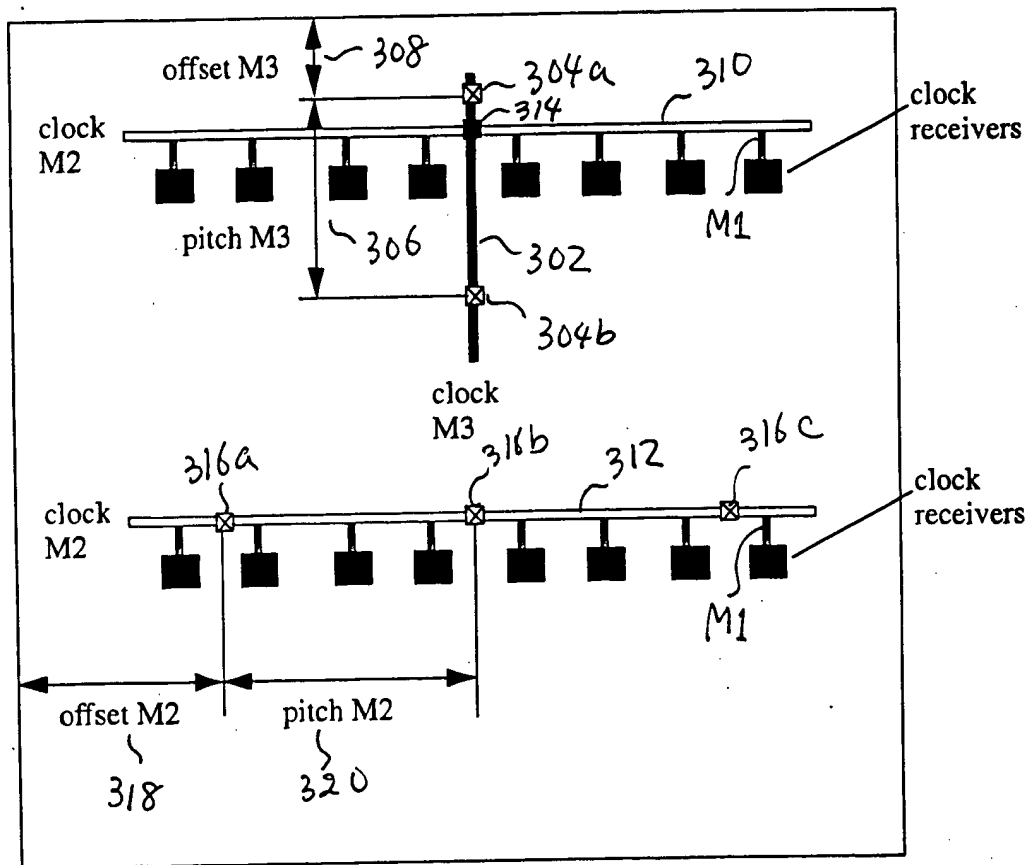 offset M3
308
304a
310
clock
receivers
314
clock
M2
M1
pitch M3
306
302
304b
clock
M3
316a
316b
312
316c
clock
M2
clock
receivers
M1
offset M2
pitch M2
318
320